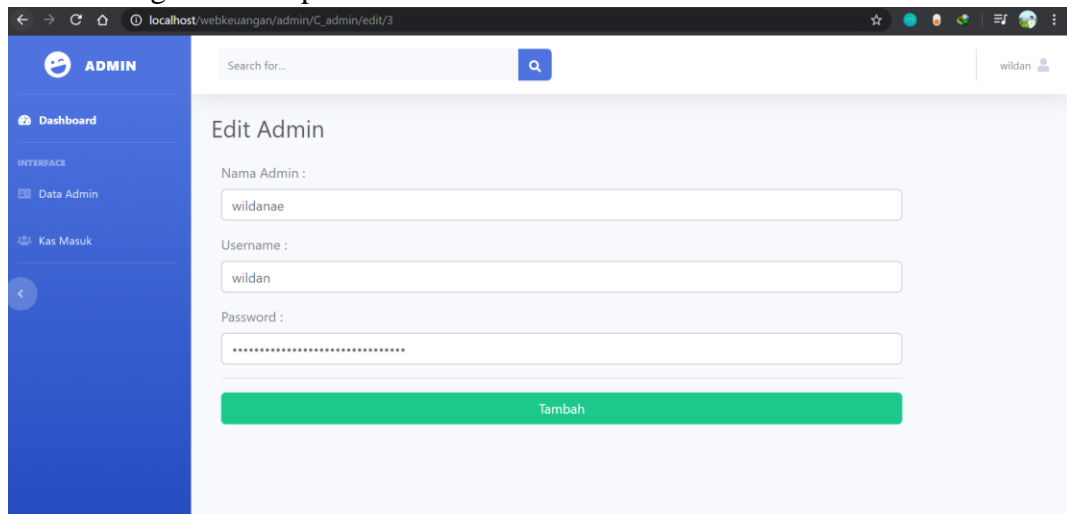 localhost/webkeuangan/admin/C_admin/edit/3
ADMIN
Search for...
wildan
Dashboard
Edit Admin
INTERFACE
Nama Admin :
Data Admin
wildanae
Kas Masuk
Username :
wildan
Password :
••••••••••••••••••••••••••••••••
Tambah